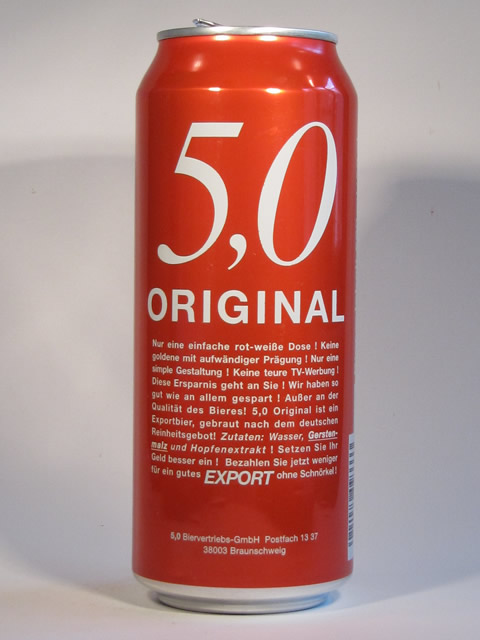 5,0
ORIGINAL
Nur eine einfache rot-weiße Dose ! Keine
goldene mit aufwändiger Prägung ! Nur eine
simple Gestaltung ! Keine teure TV-Werbung !
Diese Ersparnis geht an Sie ! Wir haben so
gut wie an allem gespart ! Außer an der
Qualität des Bieres! 5,0 Original ist ein
Exportbier, gebraut nach dem deutschen
Reinheitsgebot! Zutaten: Wasser, Gersten-
malz und Hopfenextrakt ! Setzen Sie Ihr
Geld besser ein ! Bezahlen Sie jetzt weniger
für ein gutes EXPORT ohne Schnörkel !
5,0 Biervertriebs-GmbH Postfach 13 37
38003 Braunschweig